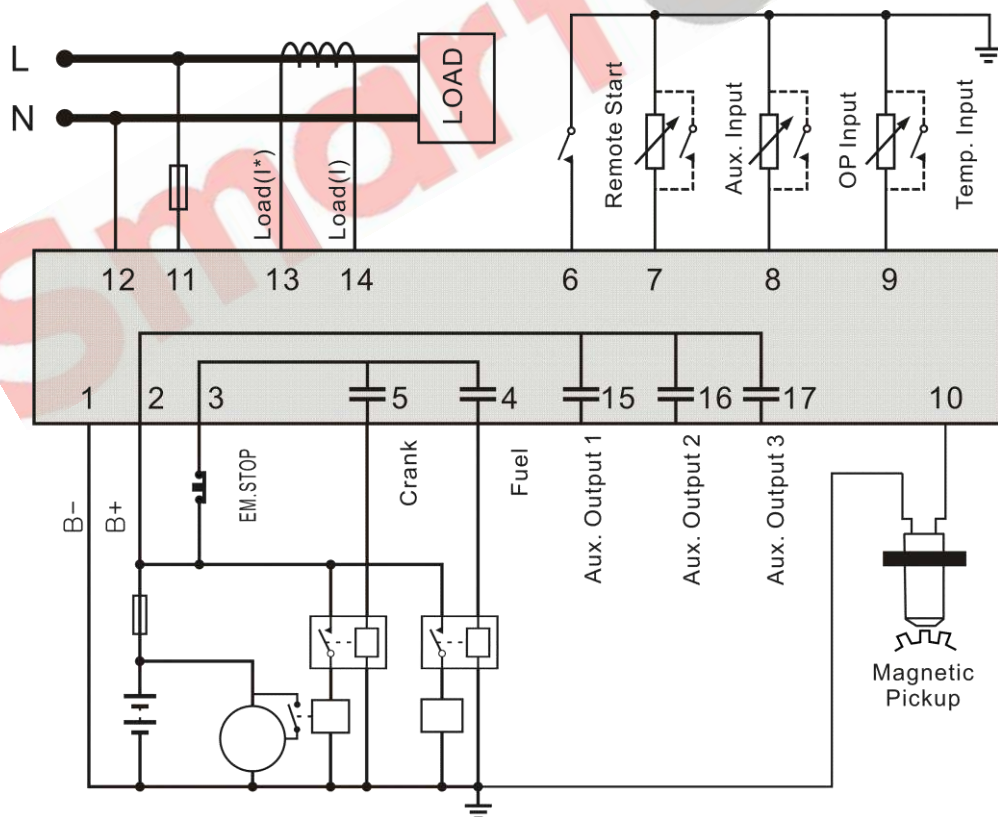 Smart
L
N
LOAD
Load(I*)
Load(I)
Remote Start
Aux. Input
OP Input
Temp. Input
12 11 13 14 6 7 8 9
1 2 3 5 4 15 16 17 10
B−
B+
EM.STOP
Crank
Fuel
Aux. Output 1
Aux. Output 2
Aux. Output 3
Magnetic
Pickup